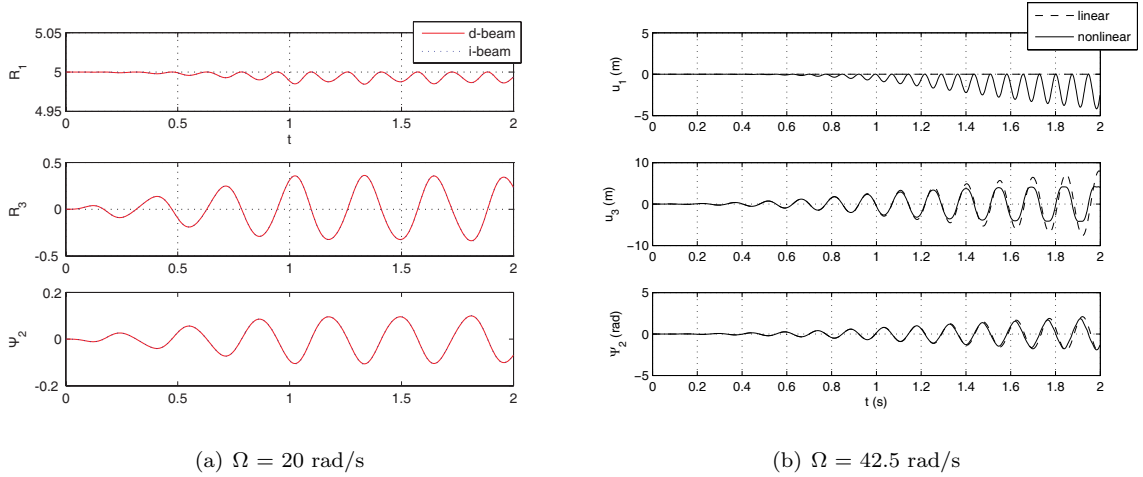 d-beam
i-beam
5.05
5
4.95
R1
0 0.5 1 1.5 2
t
0.5
0
-0.5
R3
0 0.5 1 1.5 2
0.2
0
-0.2
Ψ2
0 0.5 1 1.5 2
(a) Ω = 20 rad/s
linear
nonlinear
5
0
−5
u1 (m)
0 0.2 0.4 0.6 0.8 1 1.2 1.4 1.6 1.8 2
10
0
−10
u3 (m)
0 0.2 0.4 0.6 0.8 1 1.2 1.4 1.6 1.8 2
5
0
−5
Ψ2 (rad)
0 0.2 0.4 0.6 0.8 1 1.2 1.4 1.6 1.8 2
t (s)
(b) Ω = 42.5 rad/s